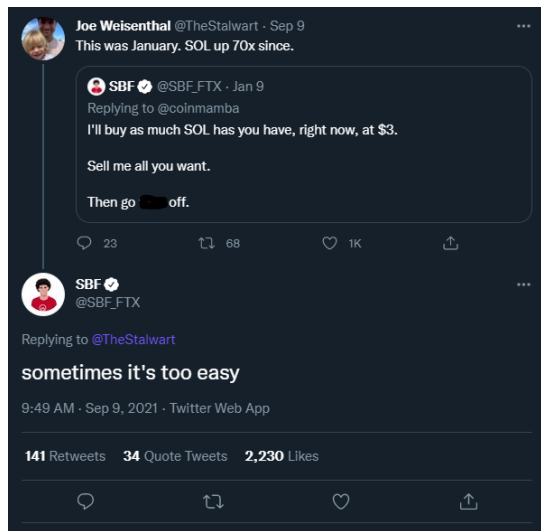 Joe Weisenthal @TheStalwart · Sep 9
This was January. SOL up 70x since.
SBF @SBF_FTX · Jan 9
Replying to @coinmamba
I'll buy as much SOL has you have, right now, at $3.
Sell me all you want.
Then go off.
23 68 1K
SBF
@SBF_FTX
Replying to @TheStalwart
sometimes it's too easy
9:49 AM · Sep 9, 2021 · Twitter Web App
141 Retweets 34 Quote Tweets 2,230 Likes